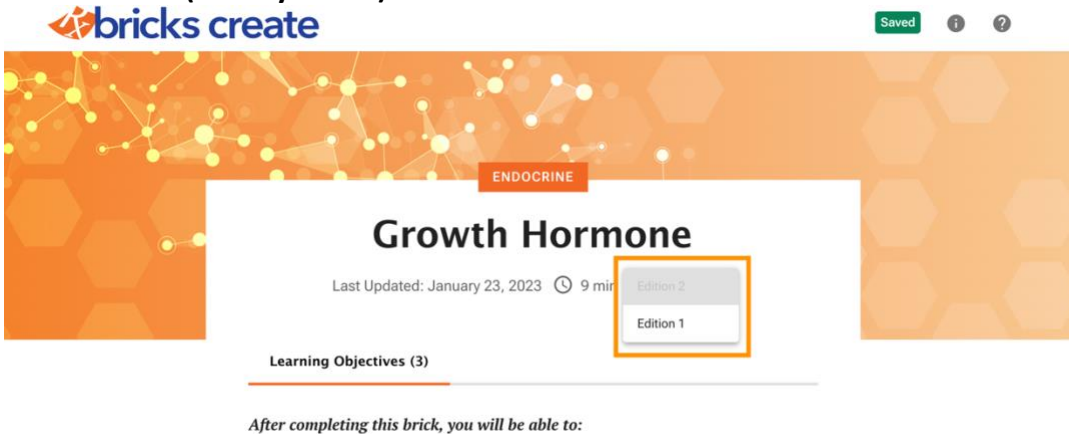 bricks create
Saved
ENDOCRINE
Growth Hormone
Last Updated: January 23, 2023 9 min
Edition 2
Edition 1
Learning Objectives (3)
After completing this brick, you will be able to: